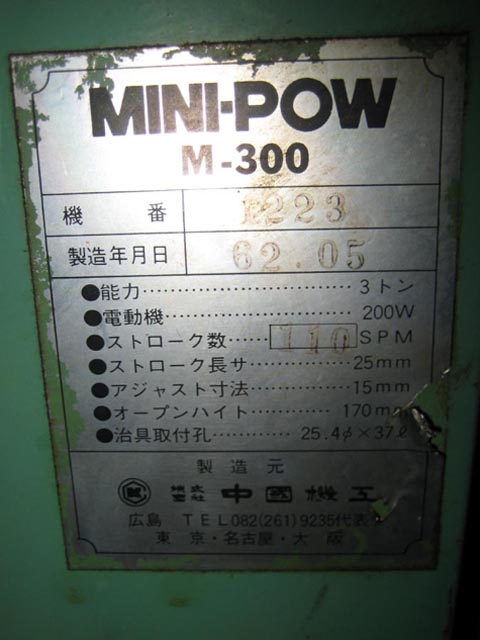 MINI-POW
M-300
機 番 E223
製造年月日 62.05
●能力……………………… 3トン
●電動機…………………… 200W
●ストローク数…… 110 SPM
●ストローク長サ…………… 25mm
●アジャスト寸法…………… 15mm
●オープンハイト………… 170mm
●治具取付孔………… 25.4φ×37ℓ
製造元
株式会社 中國機工
広島 TEL082(261)9235代表
東京・名古屋・大阪